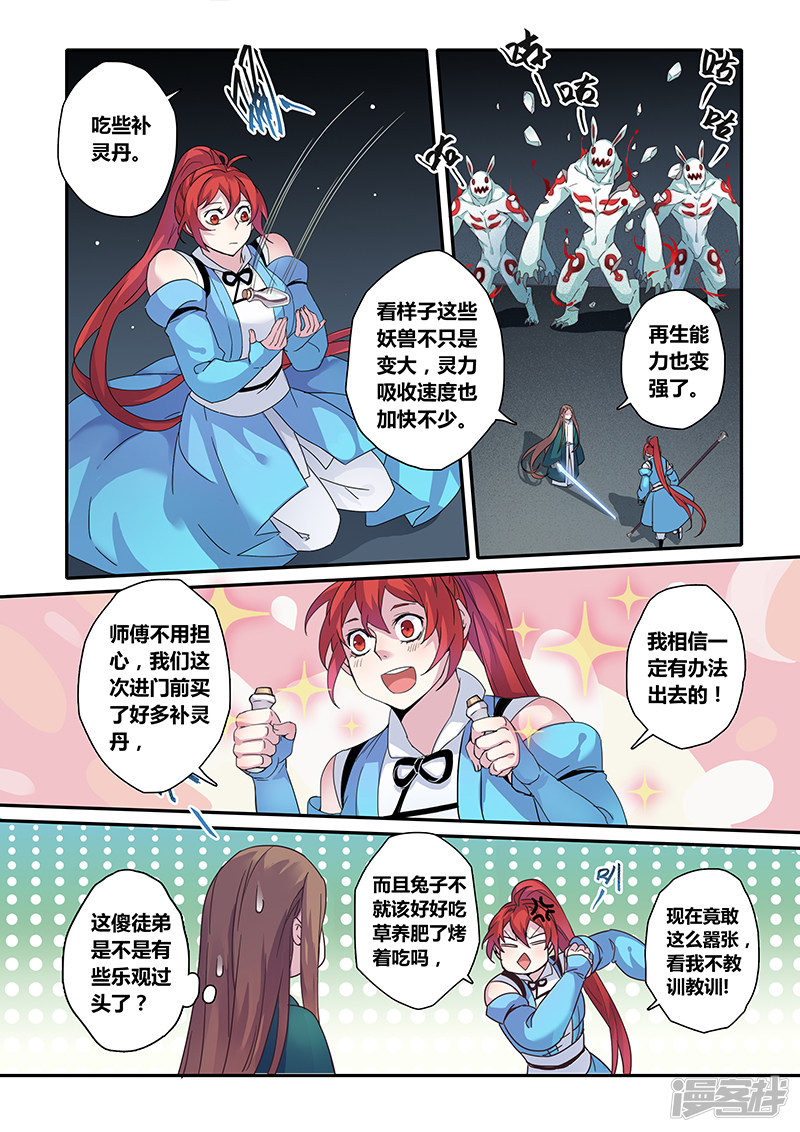 吃些补
灵丹。
看样子这些
妖兽不只是
变大，灵力
吸收速度也
加快不少。
咕
咕
咕
咕
再生能
力也变
强了。
师傅不用担
心，我们这
次进门前买
了好多补灵
丹，
我相信一
定有办法
出去的！
这傻徒弟
是不是有
些乐观过
头了？
而且兔子不
就该好好吃
草养肥了烤
着吃吗，
现在竟敢
这么嚣张，
看我不教
训教训!
漫客栈